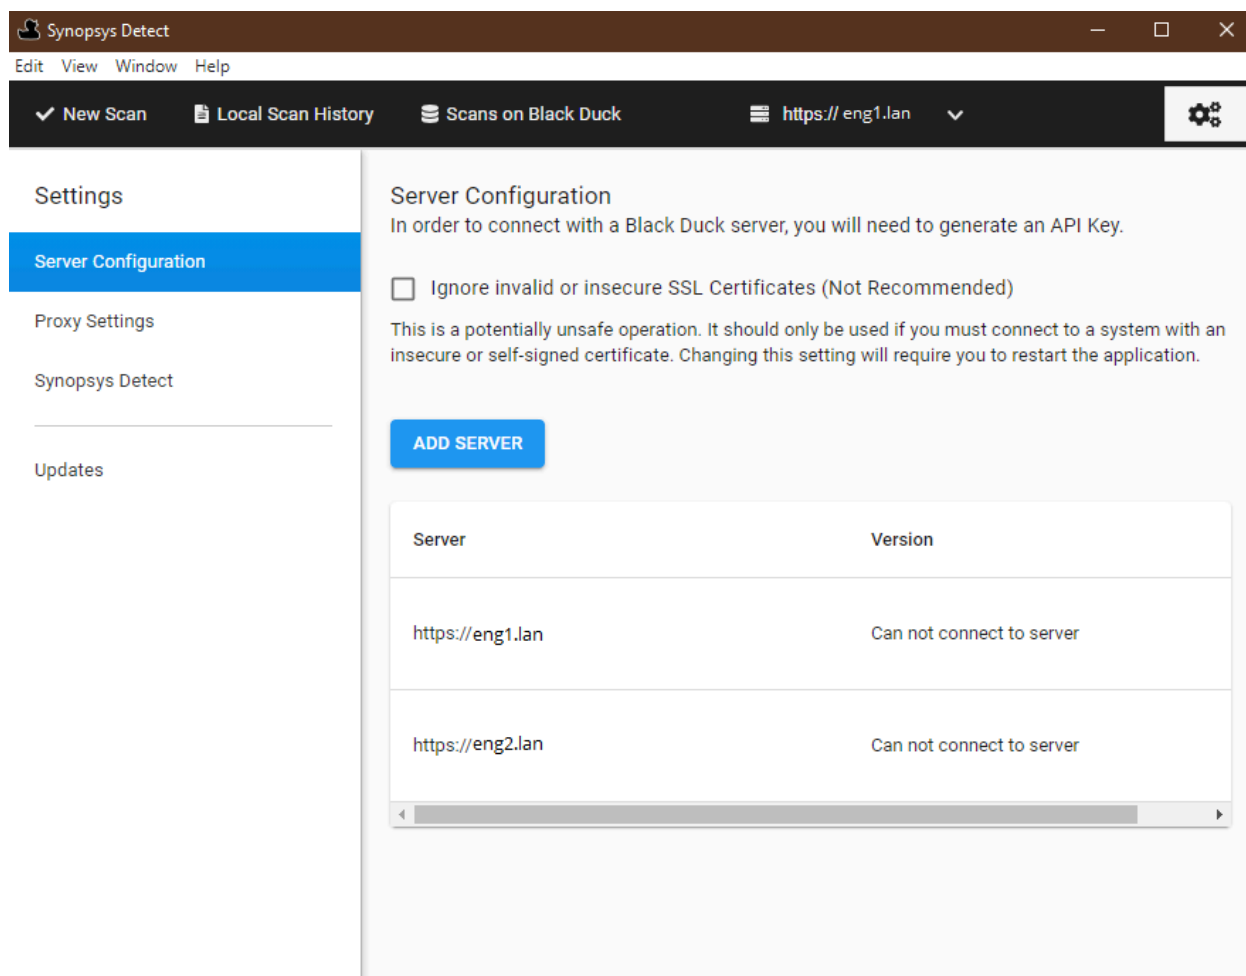 Synopsys Detect
Edit View Window Help
New Scan Local Scan History Scans on Black Duck https:// eng1.lan
Settings
Server Configuration
Proxy Settings
Synopsys Detect
Updates
Server Configuration
In order to connect with a Black Duck server, you will need to generate an API Key.
Ignore invalid or insecure SSL Certificates (Not Recommended)
This is a potentially unsafe operation. It should only be used if you must connect to a system with an
insecure or self-signed certificate. Changing this setting will require you to restart the application.
ADD SERVER
Server Version
https://eng1.lan Can not connect to server
https://eng2.lan Can not connect to server